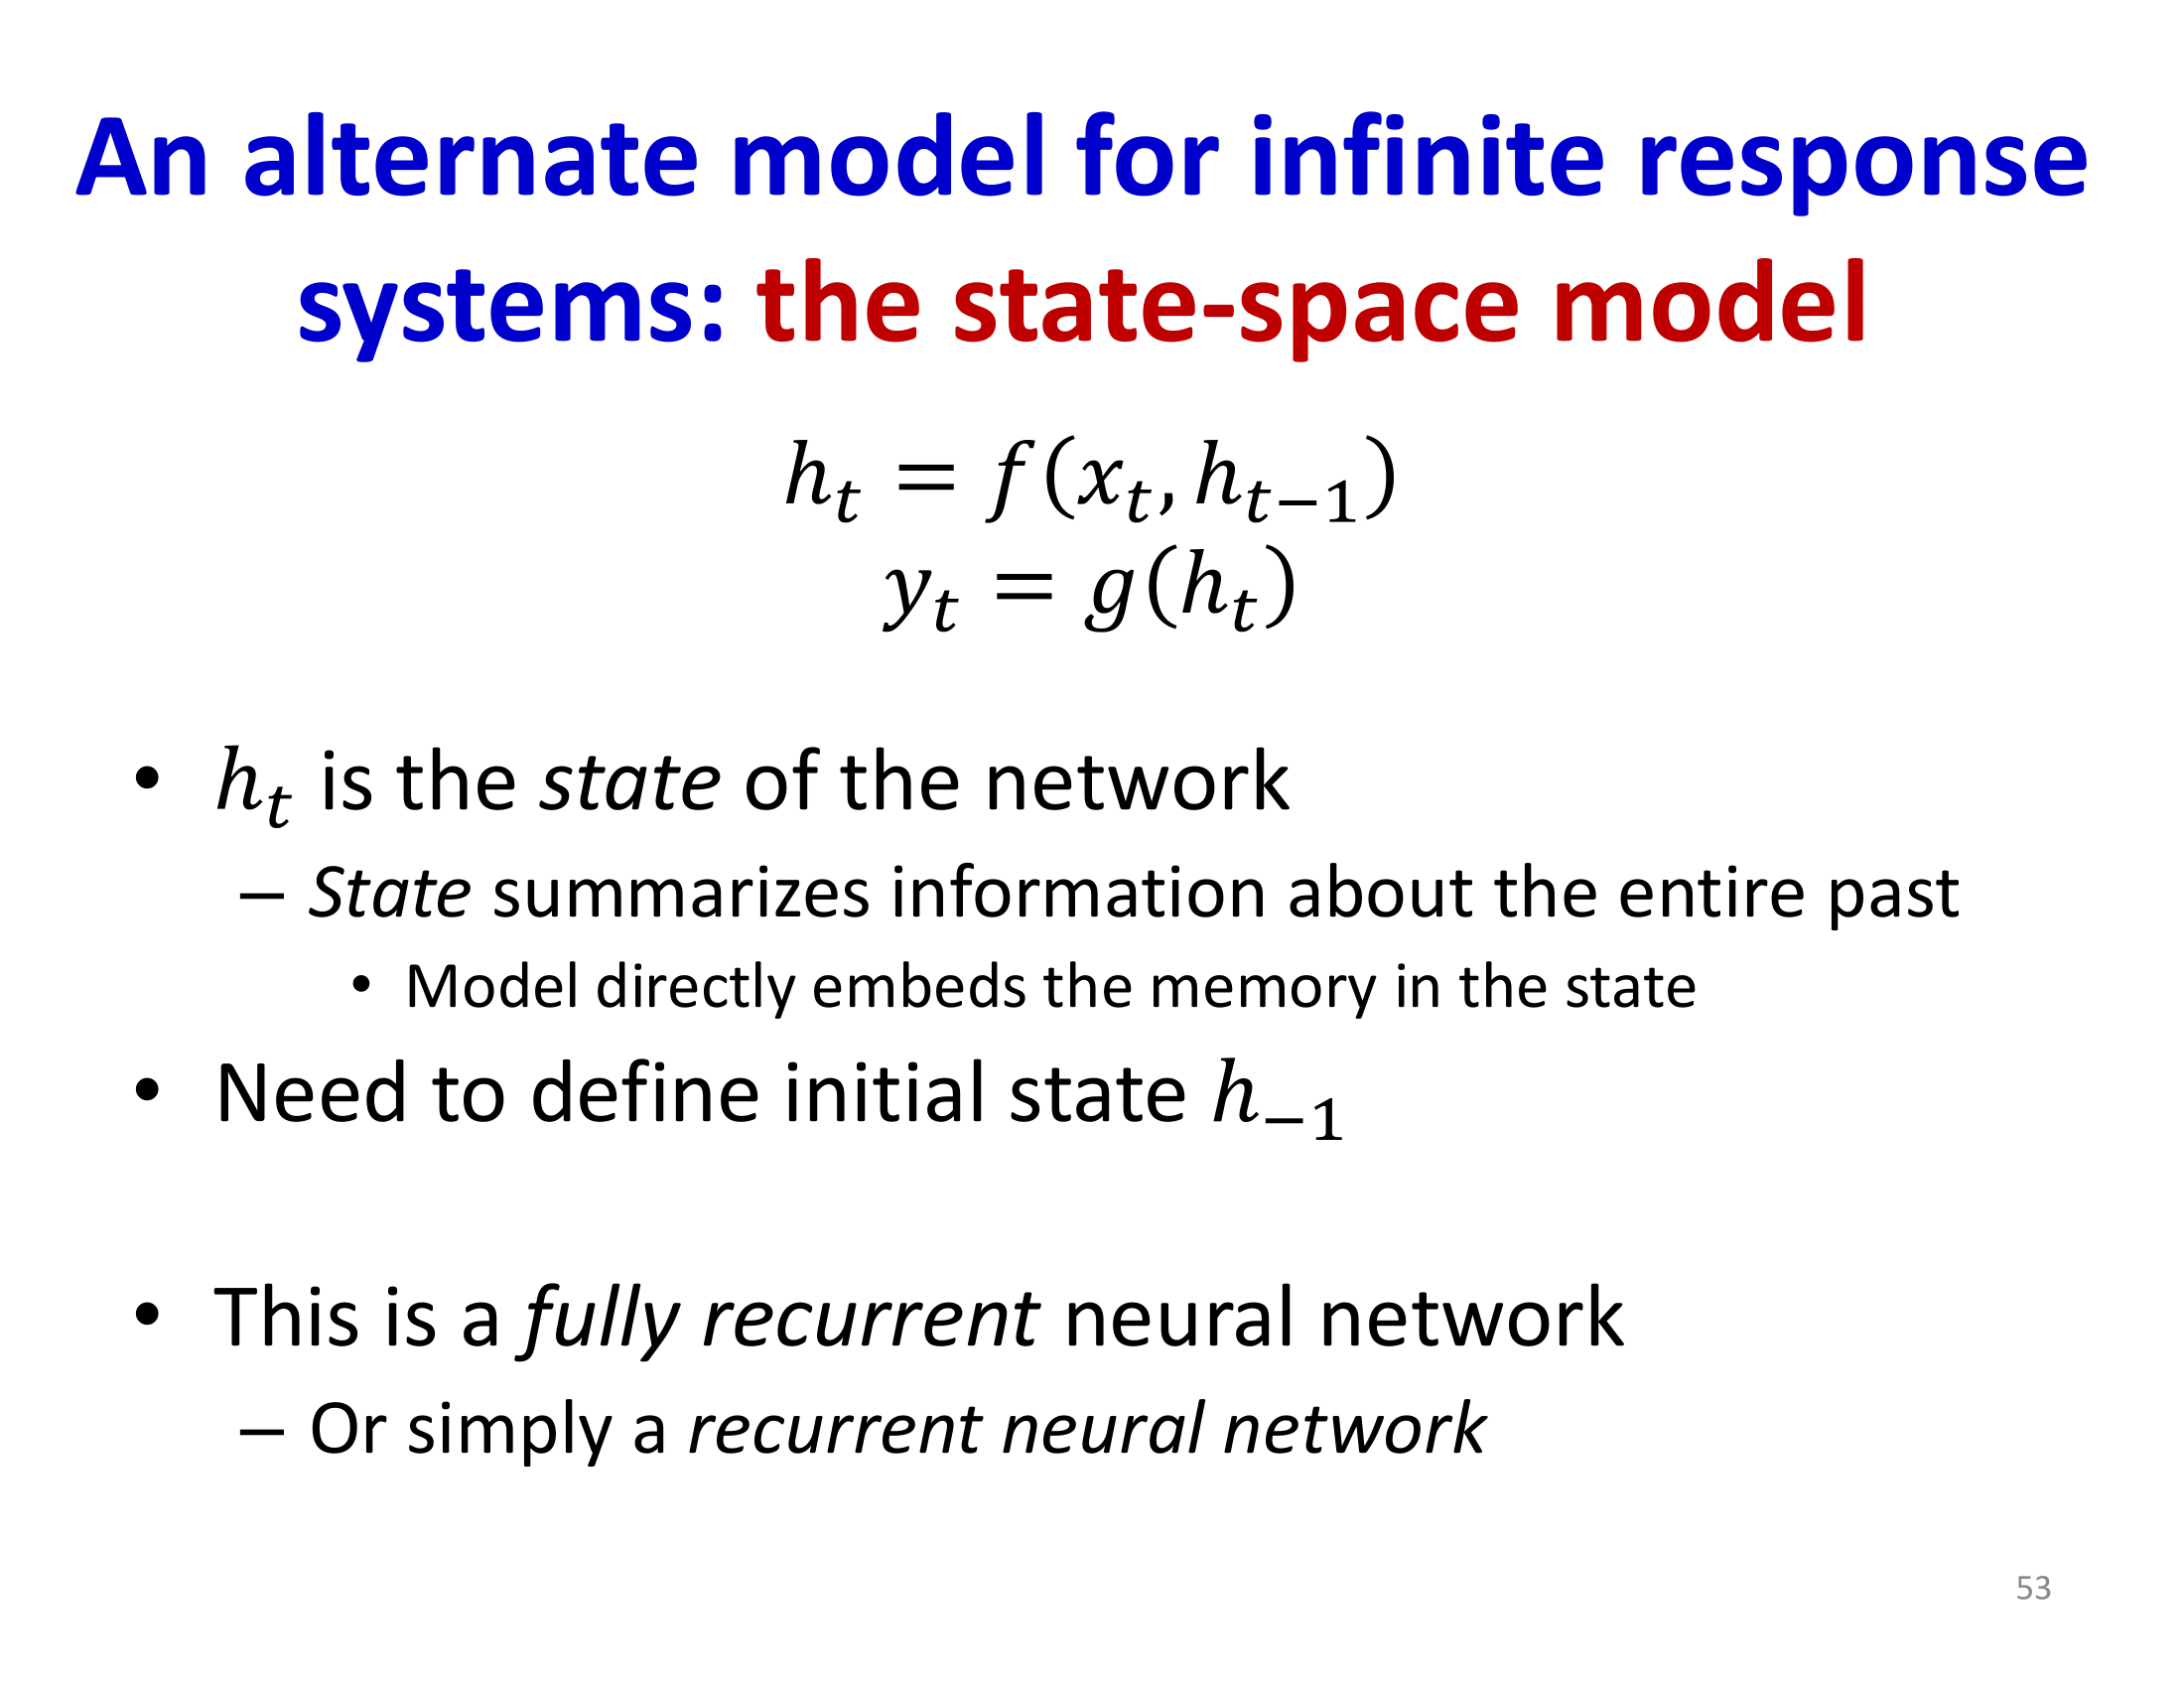 An alternate model for infinite response
systems: the state-space model
$h_t = f(x_t, h_{t-1})$
$y_t = g(h_t)$
• $h_t$ is the state of the network
– State summarizes information about the entire past
• Model directly embeds the memory in the state
• Need to define initial state $h_{-1}$
• This is a fully recurrent neural network
– Or simply a recurrent neural network
53